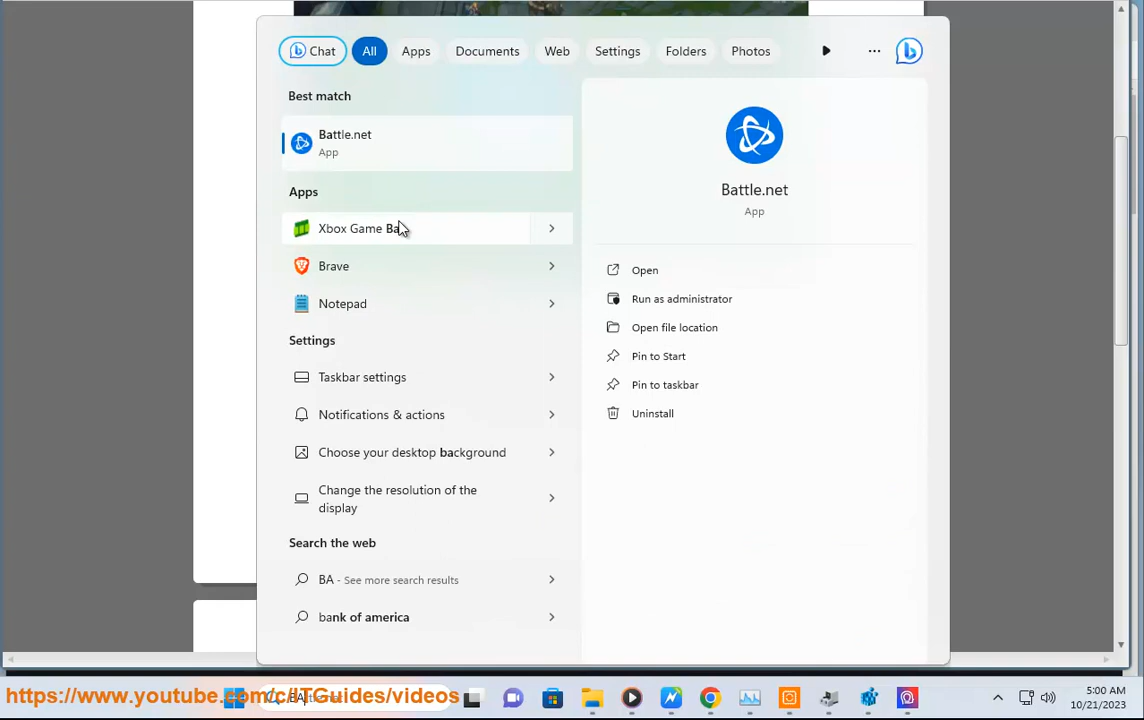 Chat All Apps Documents Web Settings Folders Photos
Best match
Battle.net
App
Battle.net
App
Apps
Xbox Game Ba
Brave
Notepad
Open
Run as administrator
Open file location
Pin to Start
Pin to taskbar
Uninstall
Settings
Taskbar settings
Notifications & actions
Choose your desktop background
Change the resolution of the
display
Search the web
BA - See more search results
bank of america
https://www.youtube.com/c/ITGuides/videos
5:00 AM
10/21/2023